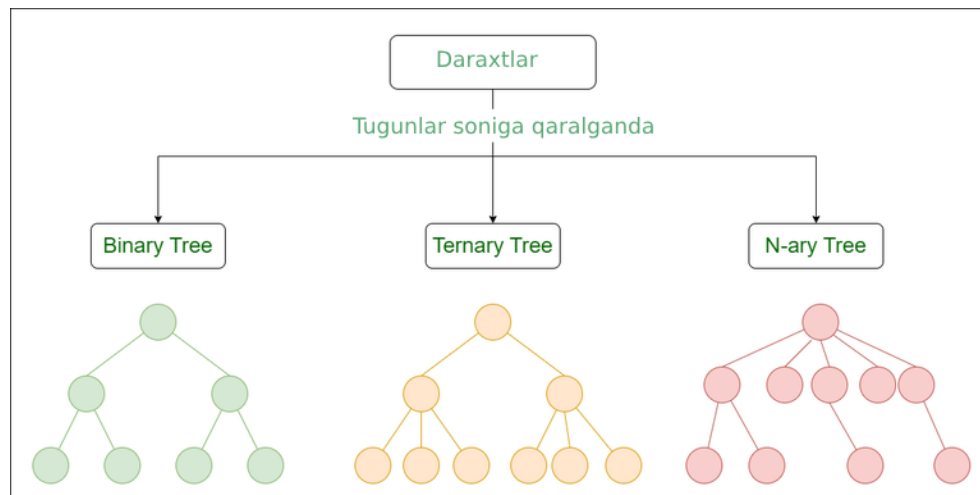 Daraxtlar
Tugunlar soniga qaralganda
Binary Tree
Ternary Tree
N-ary Tree